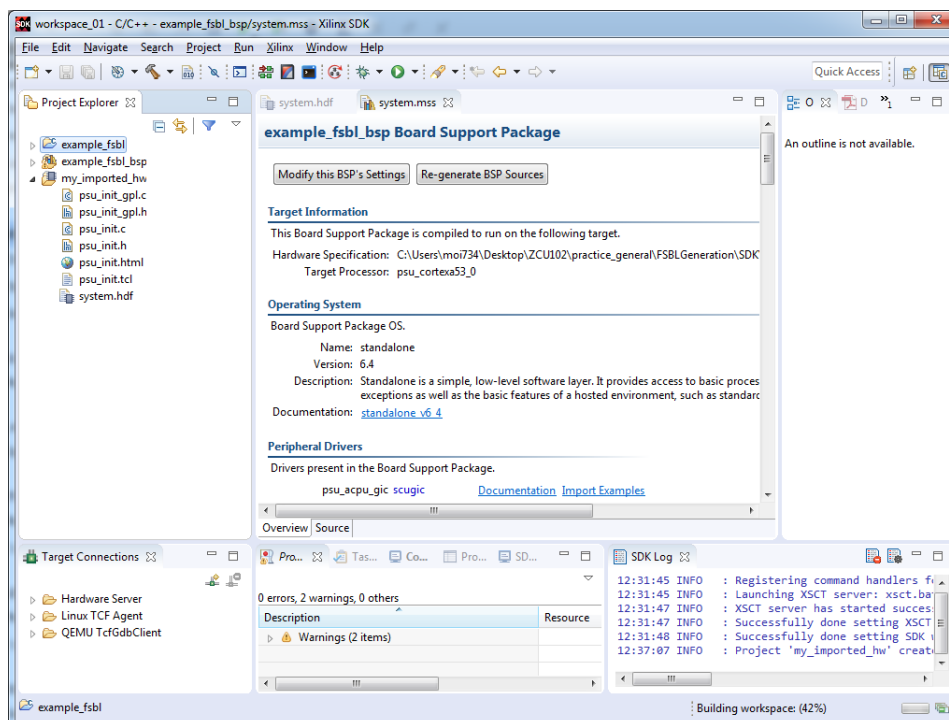 workspace_01 - C/C++ - example_fsbl_bsp/system.mss - Xilinx SDK
File Edit Navigate Search Project Run Xilinx Window Help
Quick Access
Project Explorer
example_fsbl
example_fsbl_bsp
my_imported_hw
psu_init_gpl.c
psu_init_gpl.h
psu_init.c
psu_init.h
psu_init.html
psu_init.tcl
system.hdf
system.hdf system.mss
example_fsbl_bsp Board Support Package
Modify this BSP's Settings Re-generate BSP Sources
Target Information
This Board Support Package is compiled to run on the following target.
Hardware Specification: C:\Users\moi734\Desktop\ZCU102\practice_general\FSBLGeneration\SDK\
Target Processor: psu_cortexa53_0
Operating System
Board Support Package OS.
Name: standalone
Version: 6.4
Description: Standalone is a simple, low-level software layer. It provides access to basic proces
exceptions as well as the basic features of a hosted environment, such as standard
Documentation: standalone_v6_4
Peripheral Drivers
Drivers present in the Board Support Package.
psu_acpu_gic scugic Documentation Import Examples
Overview Source
O D »1
An outline is not available.
Target Connections
Hardware Server
Linux TCF Agent
QEMU TcfGdbClient
Pro... Tas... Co... Pro... SD...
0 errors, 2 warnings, 0 others
Description Resource
Warnings (2 items)
SDK Log
12:31:45 INFO : Registering command handlers fo
12:31:45 INFO : Launching XSCT server: xsct.ba
12:31:47 INFO : XSCT server has started success
12:31:47 INFO : Successfully done setting XSCT
12:31:48 INFO : Successfully done setting SDK w
12:37:07 INFO : Project 'my_imported_hw' create
example_fsbl
Building workspace: (42%)